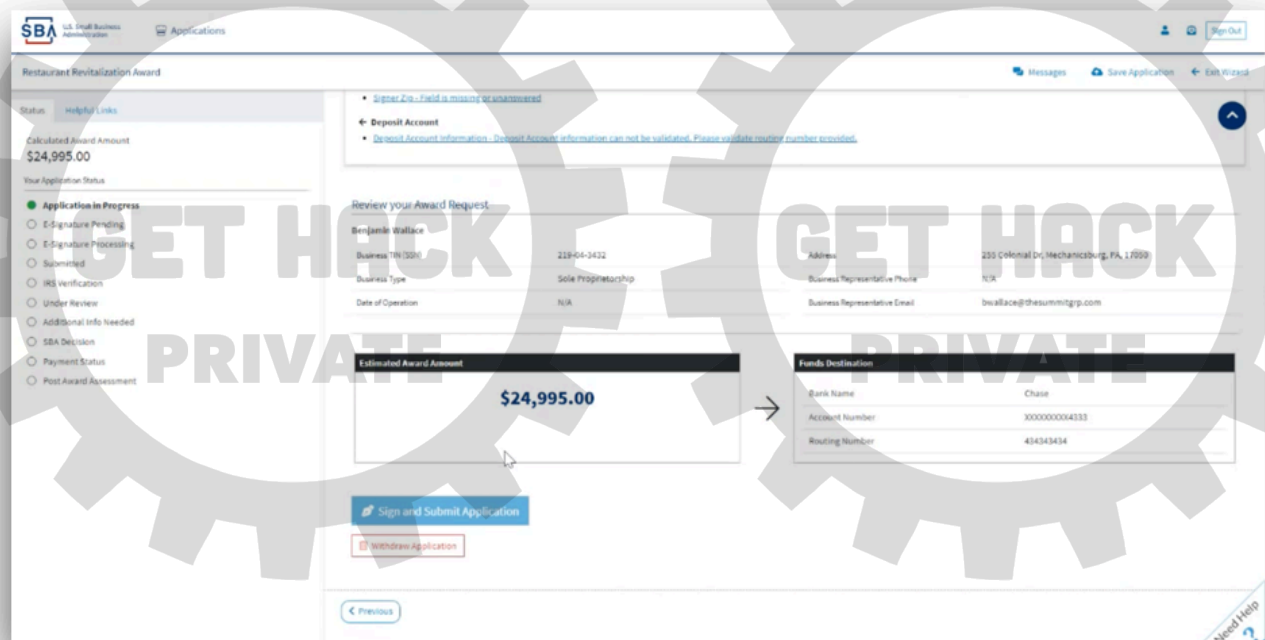 SBA U.S. Small Business Administration
Applications
Sign Out
Restaurant Revitalization Award
Messages
Save Application
Exit Wizard
Status
Helpful Links
Calculated Award Amount
$24,995.00
Your Application Status
Application in Progress
E-Signature Pending
E-Signature Processing
Submitted
IRS Verification
Under Review
Additional Info Needed
SBA Decision
Payment Status
Post Award Assessment
Signer Zip - Field is missing or unanswered
Deposit Account
Deposit Account Information - Deposit Account information can not be validated. Please validate routing number provided.
Review your Award Request
Benjamin Wallace
Business TIN (SSN)
Address
Colonial Dr, Mechanicsburg, PA, 17050
Business Type
Sole Proprietorship
Business Representative Phone
N/A
Date of Operation
N/A
Business Representative Email
bwallace@thesummitgrp.com
Estimated Award Amount
$24,995.00
Funds Destination
Bank Name
Chase
Account Number
Routing Number
434343434
Sign and Submit Application
Withdraw Application
Previous
Need Help
GET HACK
PRIVATE
GET HACK
PRIVATE